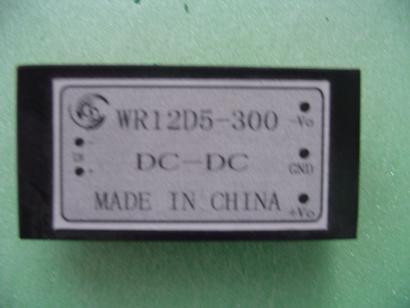 WR12D5-300
-Vo
DC-DC
GND
MADE IN CHINA
+Vo